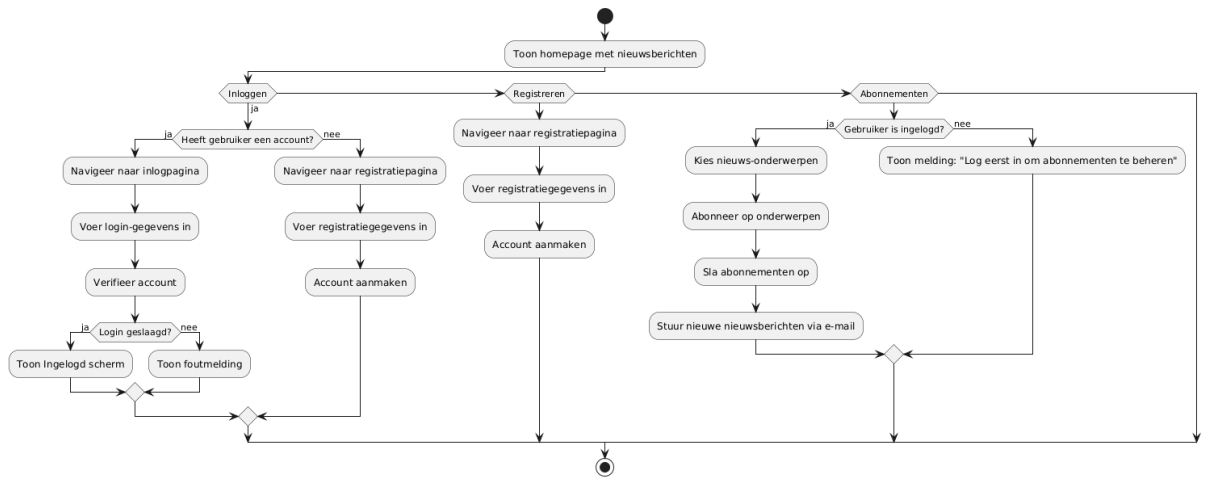 Toon homepage met nieuwsberichten
Inloggen
Registreren
Abonnementen
ja
Heeft gebruiker een account?
ja
nee
Navigeer naar inlogpagina
Voer login-gegevens in
Verifieer account
Login geslaagd?
ja
nee
Toon Ingelogd scherm
Toon foutmelding
Navigeer naar registratiepagina
Voer registratiegegevens in
Account aanmaken
Navigeer naar registratiepagina
Voer registratiegegevens in
Account aanmaken
Gebruiker is ingelogd?
ja
nee
Kies nieuws-onderwerpen
Abonneer op onderwerpen
Sla abonnementen op
Stuur nieuwe nieuwsberichten via e-mail
Toon melding: "Log eerst in om abonnementen te beheren"